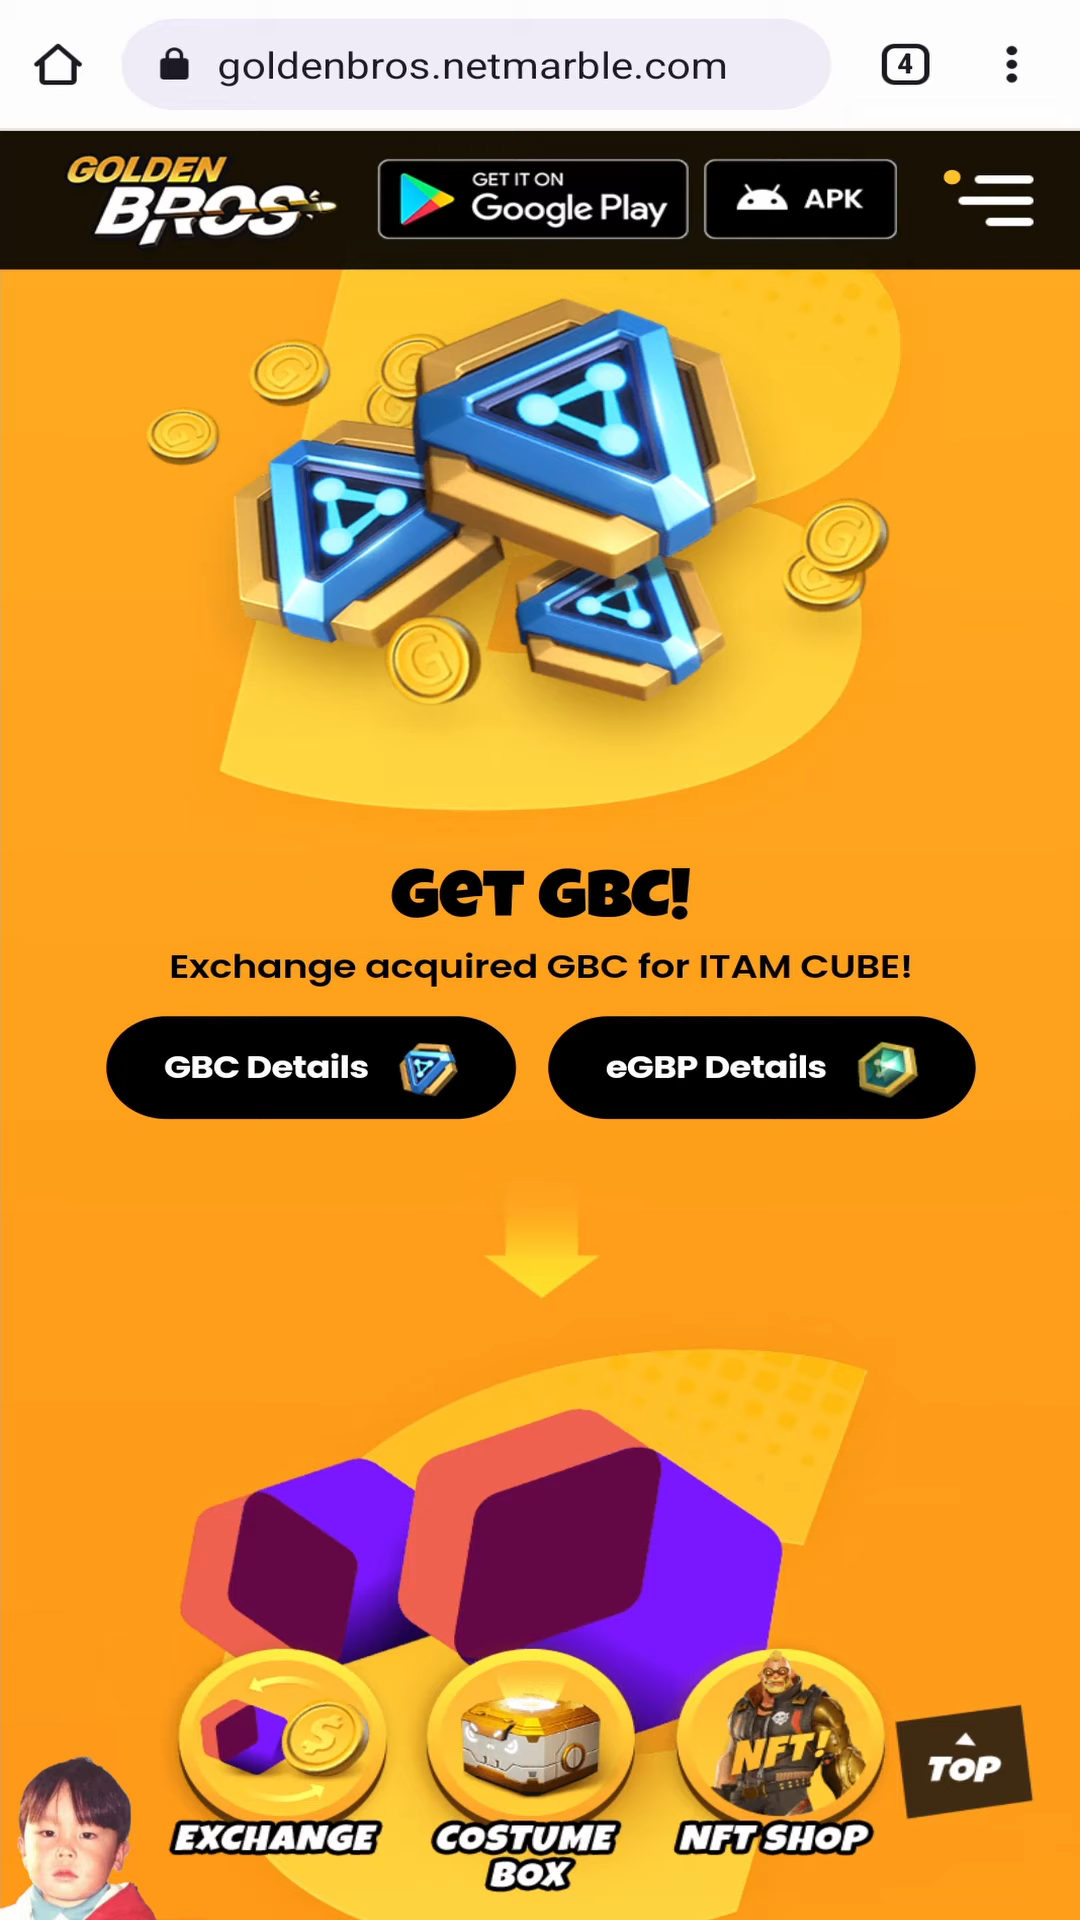 goldenbros.netmarble.com
4
GOLDEN
BROS
GET IT ON
Google Play
APK
GET GBC!
Exchange acquired GBC for ITAM CUBE!
GBC Details
eGBP Details
NFT!
TOP
EXCHANGE
COSTUME
BOX
NFT SHOP